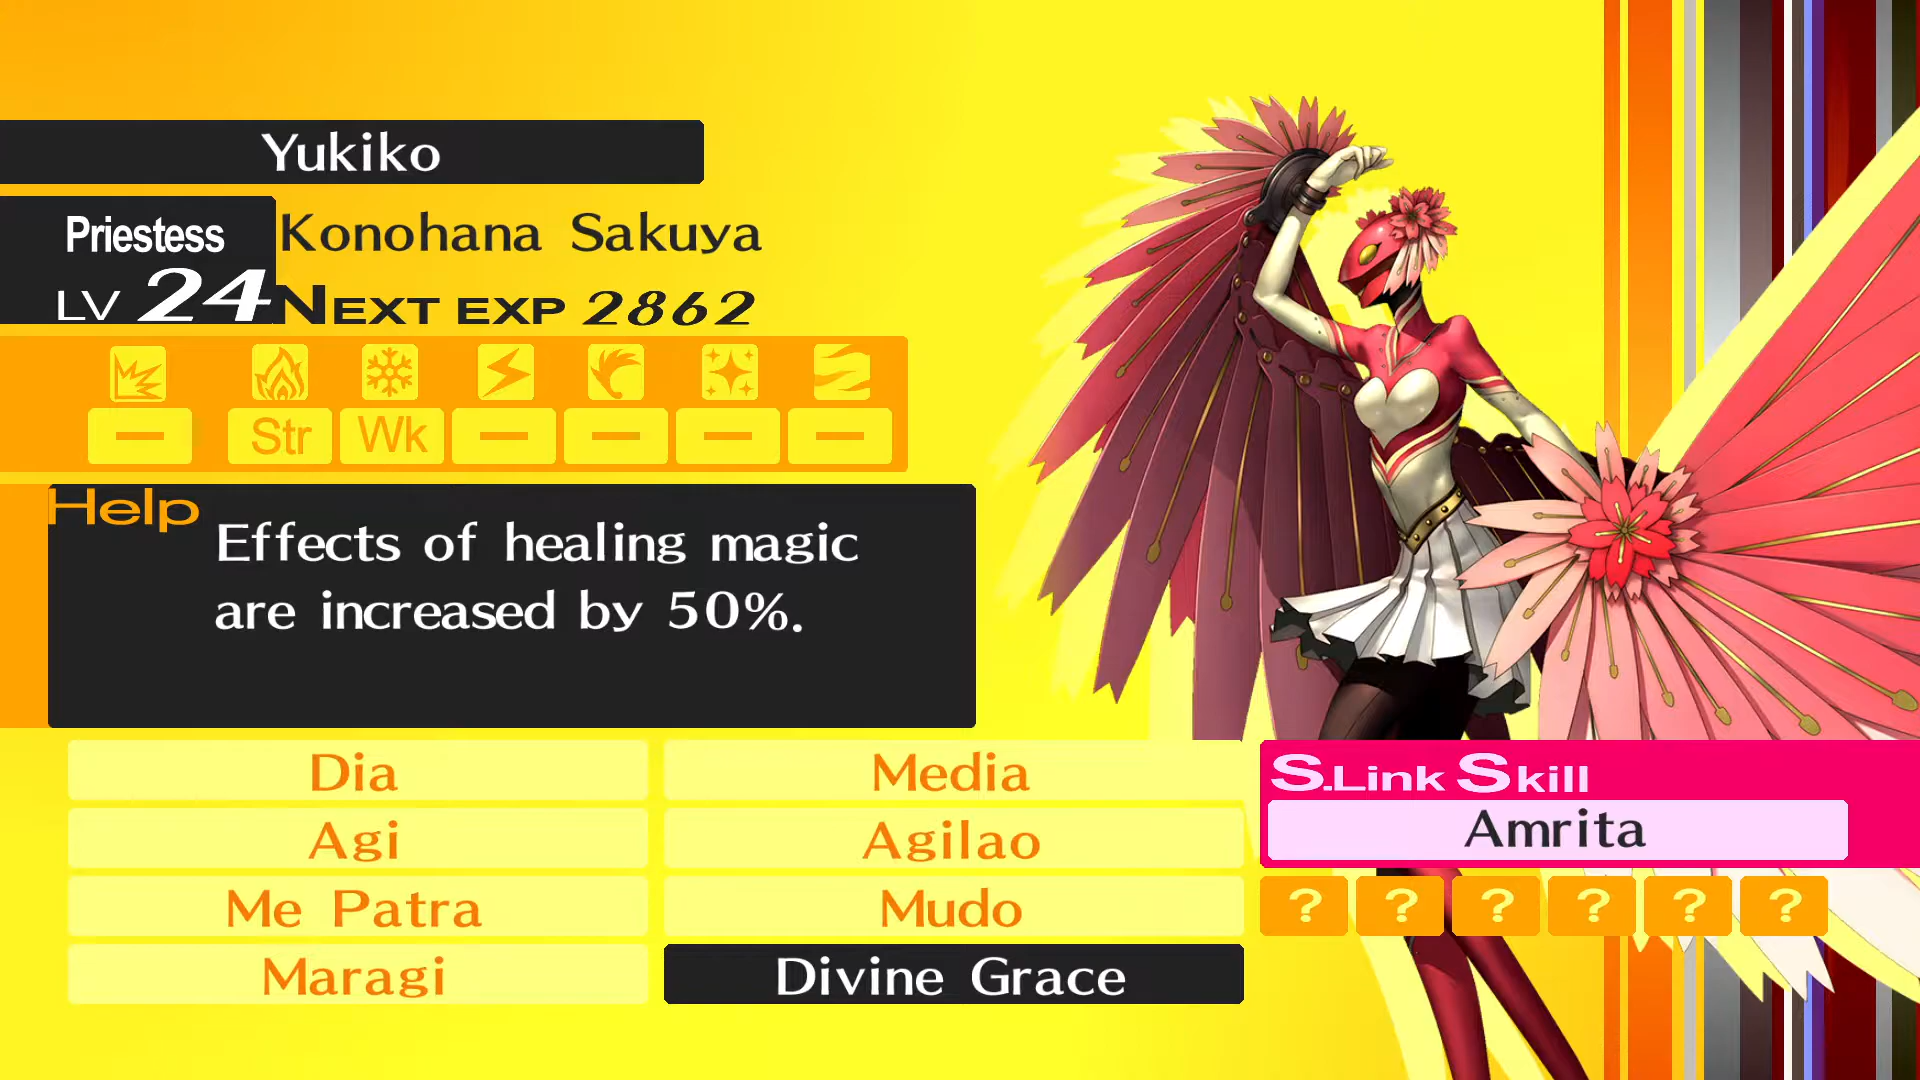 Yukiko
Priestess
Konohana Sakuya
LV 24
NEXT EXP 2862
— Str Wk — — — —
Help
Effects of healing magic
are increased by 50%.
Dia
Media
Agi
Agilao
Me Patra
Mudo
Maragi
Divine Grace
S.Link Skill
Amrita
? ? ? ? ? ?